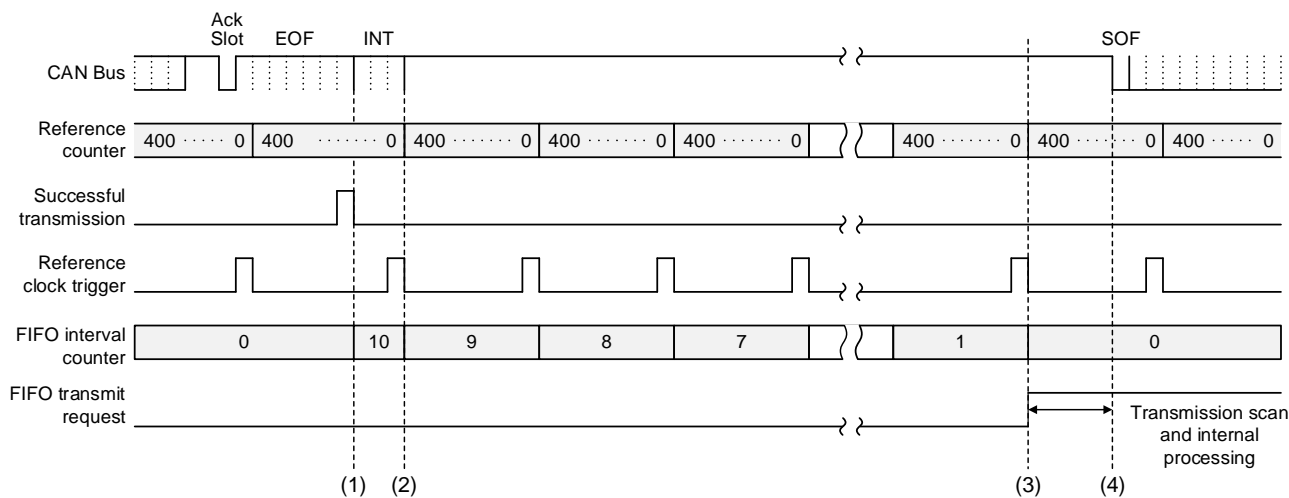 Ack
Slot EOF INT SOF
CAN Bus
Reference
counter
400 ······ 0 400 ········· 0 400 ······· 0 400 ······· 0 400 ······· 0 400 ······· 0 400 ······· 0 400 ······ 0
Successful
transmission
Reference
clock trigger
FIFO interval
counter
0 10 9 8 7 1 0
FIFO transmit
request
Transmission scan
and internal
processing
(1) (2) (3) (4)